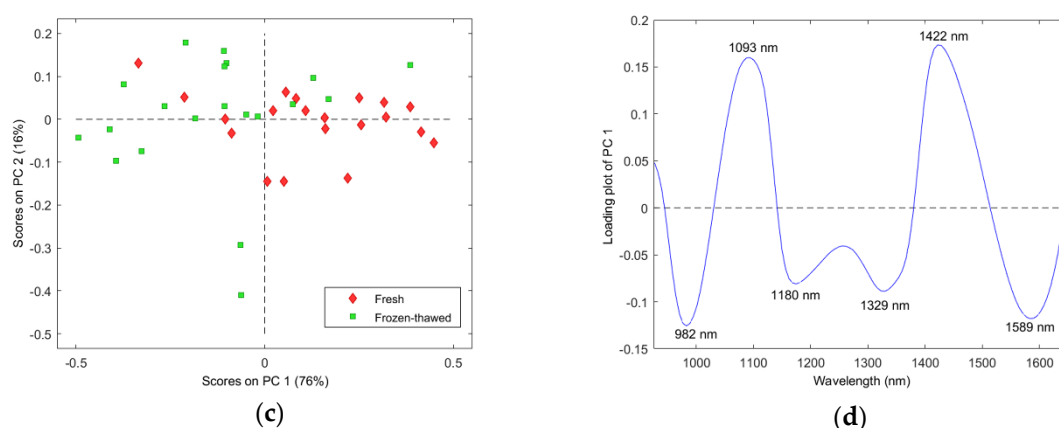 0.2
0.1
0
-0.1
-0.2
-0.3
-0.4
-0.5
Scores on PC 2 (16%)
-0.5
0
0.5
Scores on PC 1 (76%)
Fresh
Frozen-thawed
(c)
0.2
0.15
0.1
0.05
0
-0.05
-0.1
-0.15
Loading plot of PC 1
1093 nm
1422 nm
1180 nm
1329 nm
982 nm
1589 nm
1000
1100
1200
1300
1400
1500
1600
Wavelength (nm)
(d)